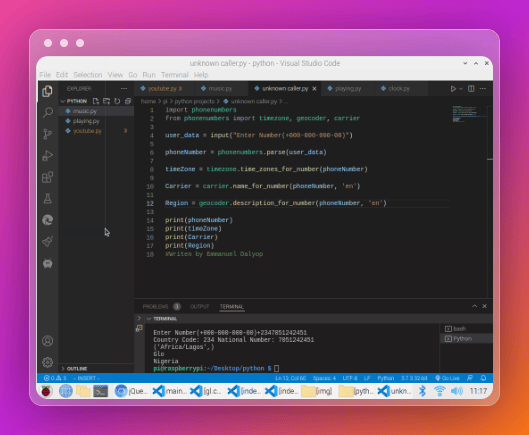 unknown caller.py - python - Visual Studio Code
File Edit Selection View Go Run Terminal Help
EXPLORER
youtube.py 3
music.py
unknown caller.py
playing.py
clock.py
home > pi > python projects > unknown caller.py > ...
PYTHON
music.py
playing.py
youtube.py 3
1 import phonenumbers
2 from phonenumbers import timezone, geocoder, carrier
3
4 user_data = input("Enter Number(+000-000-000-00)")
5
6 phoneNumber = phonenumbers.parse(user_data)
7
8 timeZone = timezone.time_zones_for_number(phoneNumber)
9
10 Carrier = carrier.name_for_number(phoneNumber, 'en')
11
12 Region = geocoder.description_for_number(phoneNumber, 'en')
13
14 print(phoneNumber)
15 print(timeZone)
16 print(Carrier)
17 print(Region)
18 #Writen by Emmanuel Dalyop
PROBLEMS 3 OUTPUT TERMINAL
TERMINAL
Enter Number(+000-000-000-00)+2347051242451
Country Code: 234 National Number: 7051242451
('Africa/Lagos',)
Glo
Nigeria
pi@raspberrypi:~/Desktop/python $
bash
Python
OUTLINE
-- INSERT --
Ln 12, Col 60 Spaces: 4 UTF-8 LF Python 3.7.3 32-bit Go Live
jQue...
main...
[gl.c...
[inde...
[inde...
[img]
[pyth...
unkn...
11:17